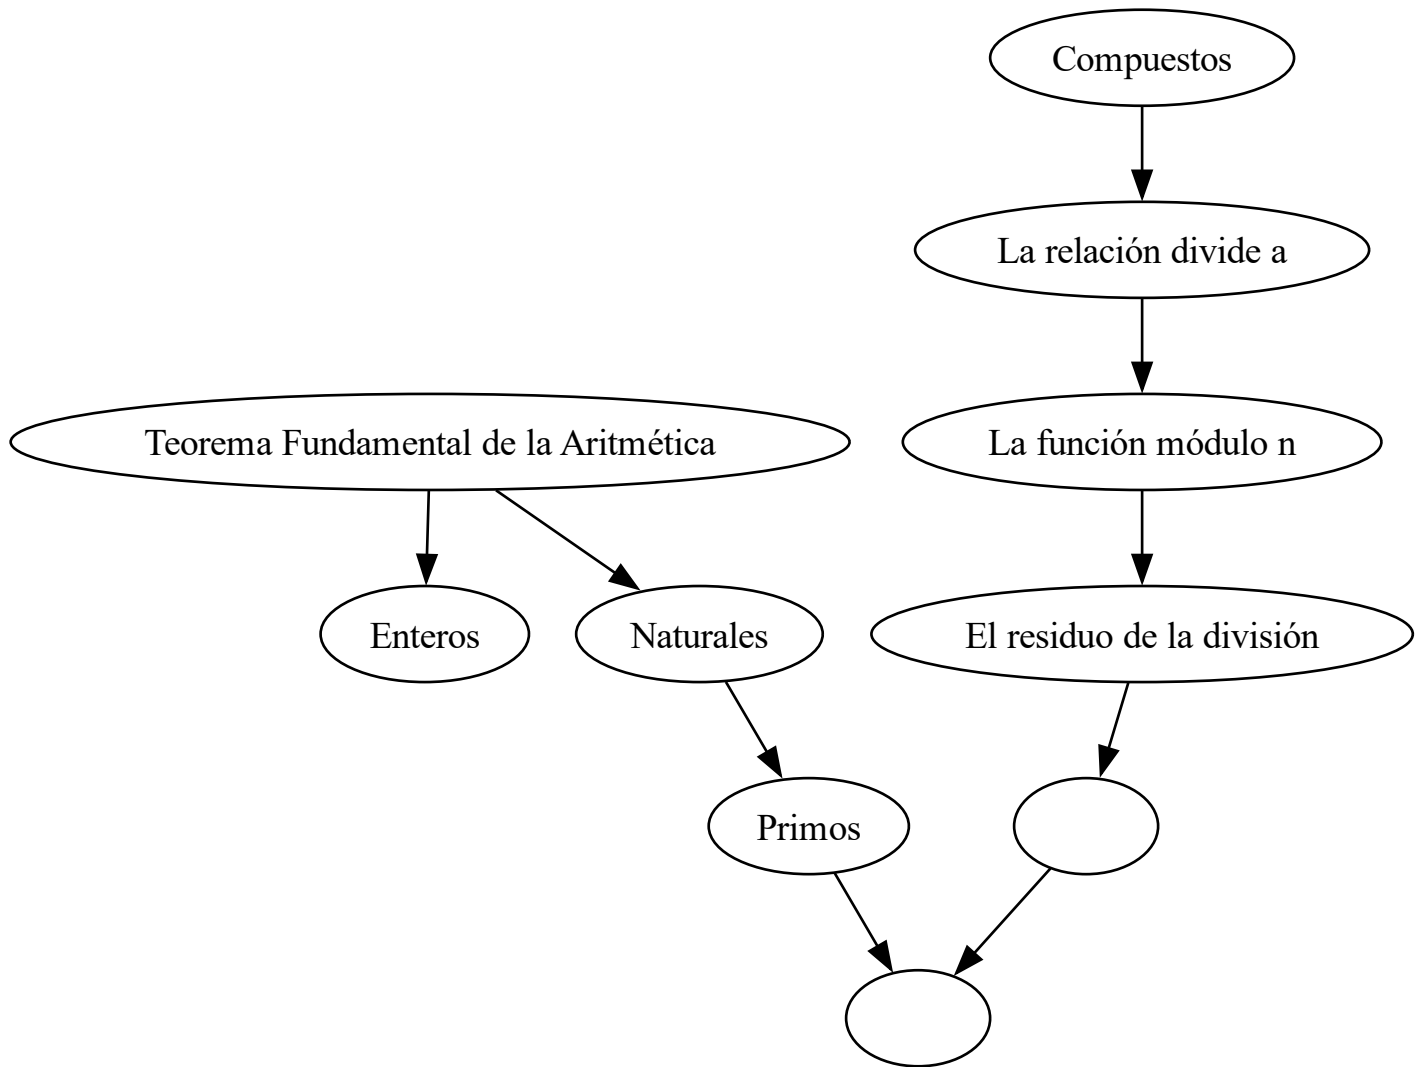 Compuestos
La relación divide a
Teorema Fundamental de la Aritmética
La función módulo n
Enteros
Naturales
El residuo de la división
Primos